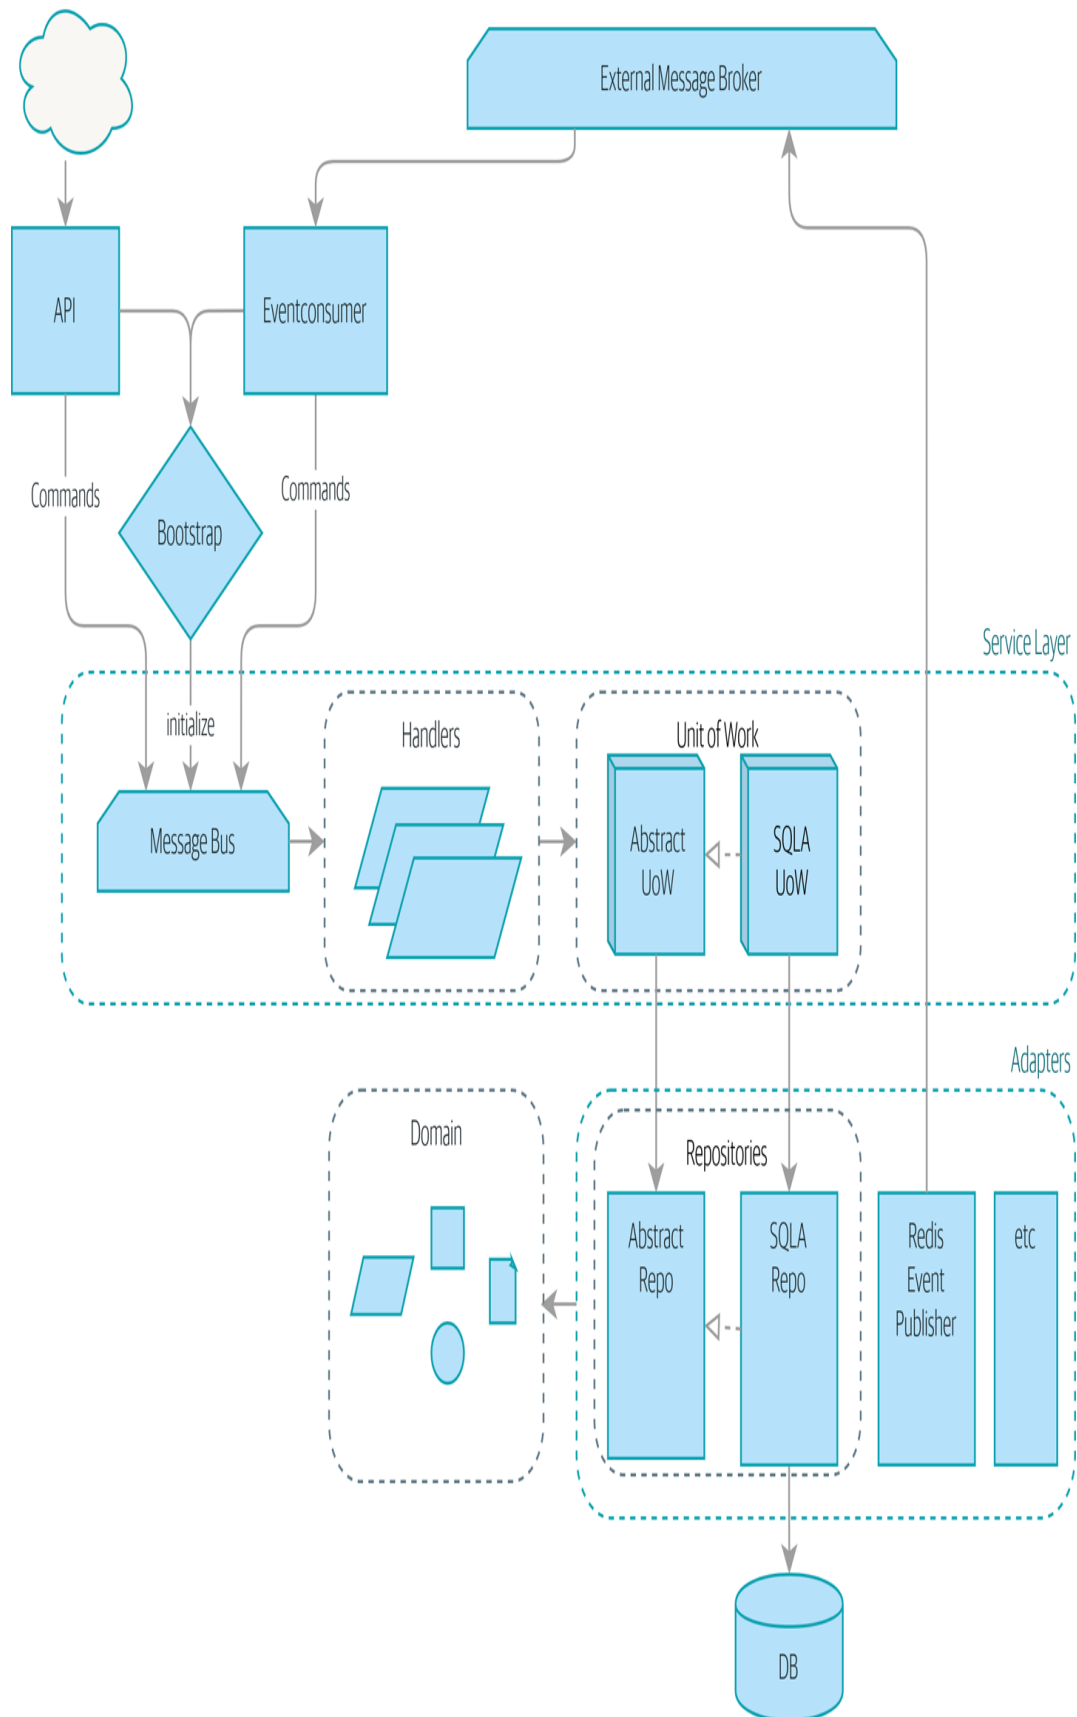 External Message Broker
API
Eventconsumer
Commands
Commands
Bootstrap
Service Layer
initialize
Handlers
Unit of Work
Message Bus
Abstract
UoW
SQLA
UoW
Adapters
Domain
Repositories
Abstract
Repo
SQLA
Repo
Redis
Event
Publisher
etc
DB